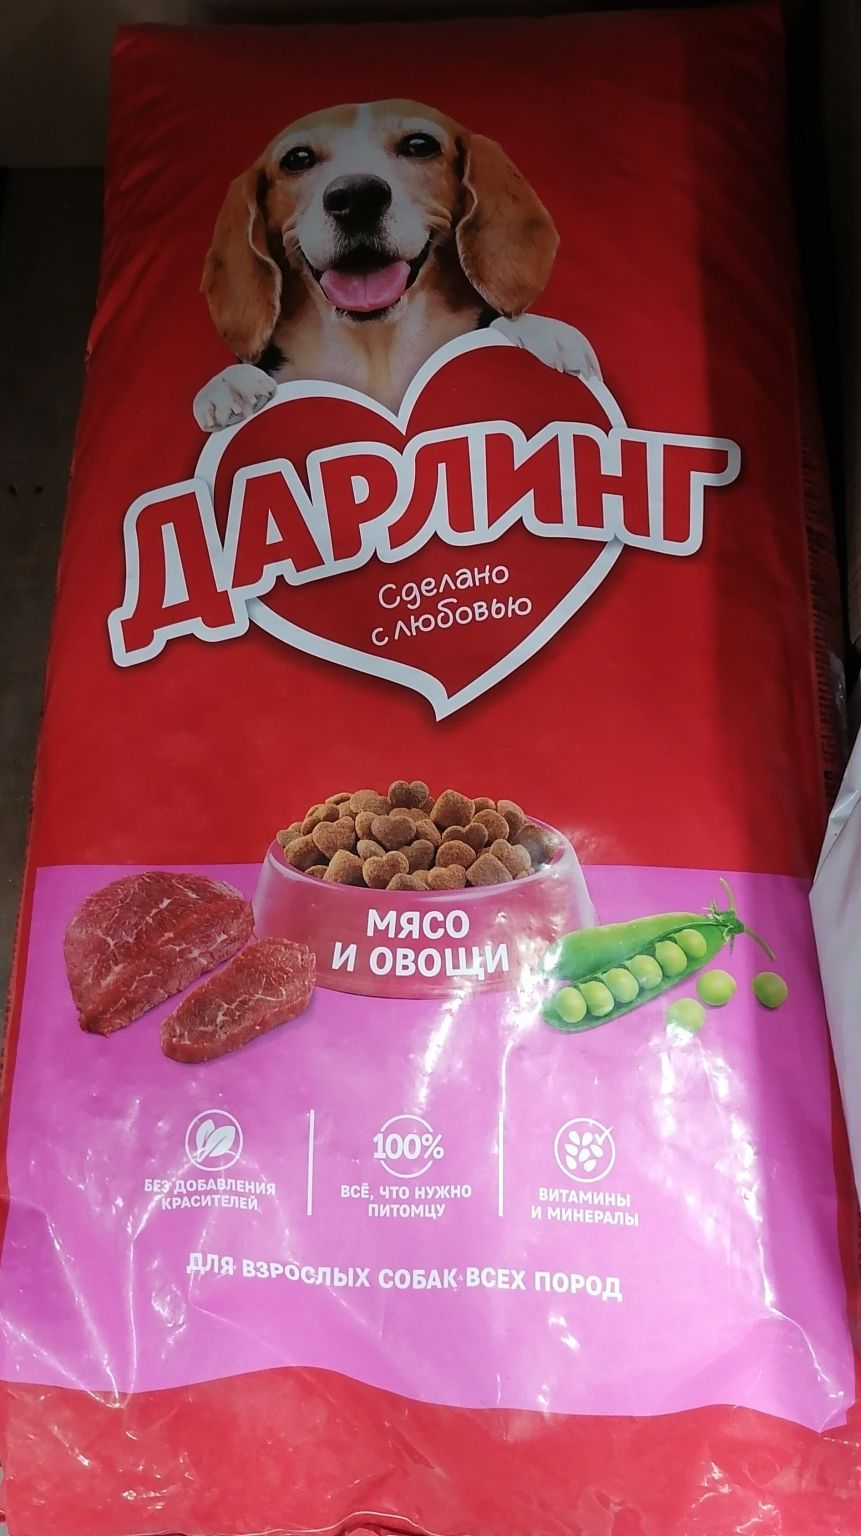 ДАРЛИНГ
Сделано
с любовью
МЯСО
И ОВОЩИ
БЕЗ ДОБАВЛЕНИЯ
КРАСИТЕЛЕЙ
100%
ВСЁ, ЧТО НУЖНО
ПИТОМЦУ
ВИТАМИНЫ
И МИНЕРАЛЫ
ДЛЯ ВЗРОСЛЫХ СОБАК ВСЕХ ПОРОД